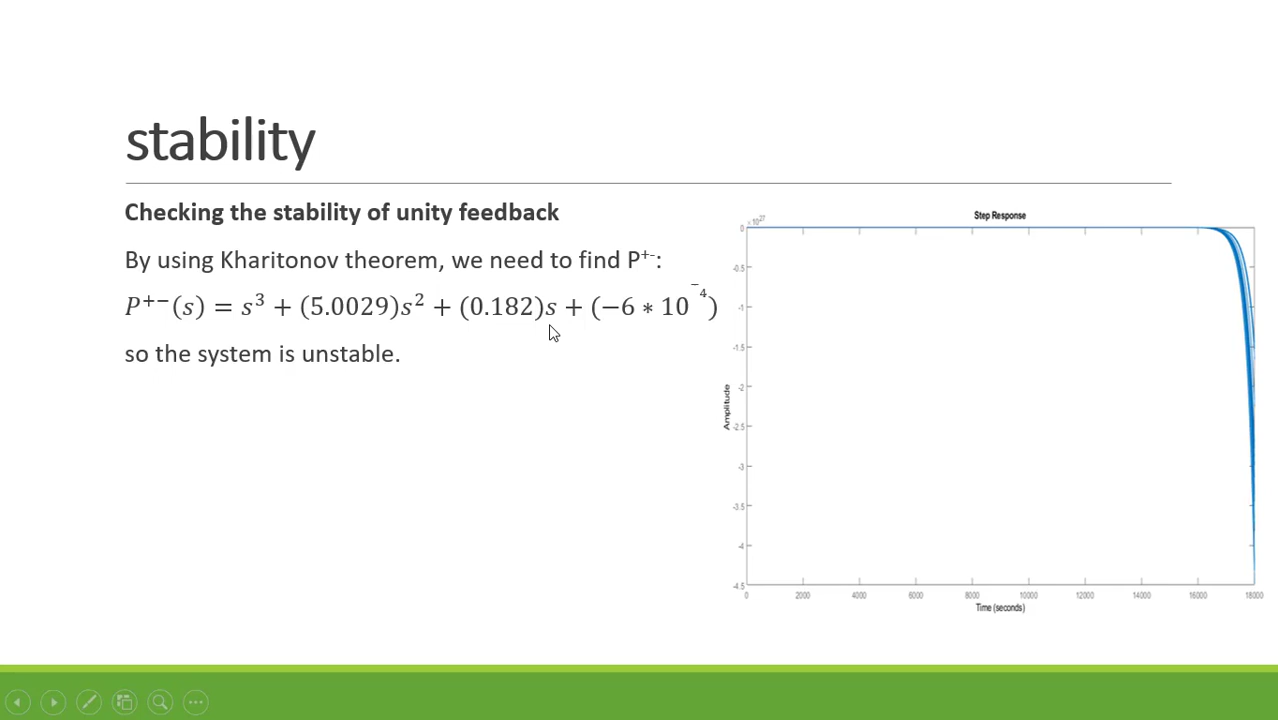 stability
Checking the stability of unity feedback
By using Kharitonov theorem, we need to find P⁺⁻:
𝑃⁺⁻(𝑠) = 𝑠³ + (5.0029)𝑠² + (0.182)𝑠 + (−6 ∗ 10⁻⁴)
so the system is unstable.
Step Response
× 10²⁷
0
-0.5
-1
-1.5
-2
-2.5
-3
-3.5
-4
-4.5
Amplitude
0 2000 4000 6000 8000 10000 12000 14000 16000 18000
Time (seconds)